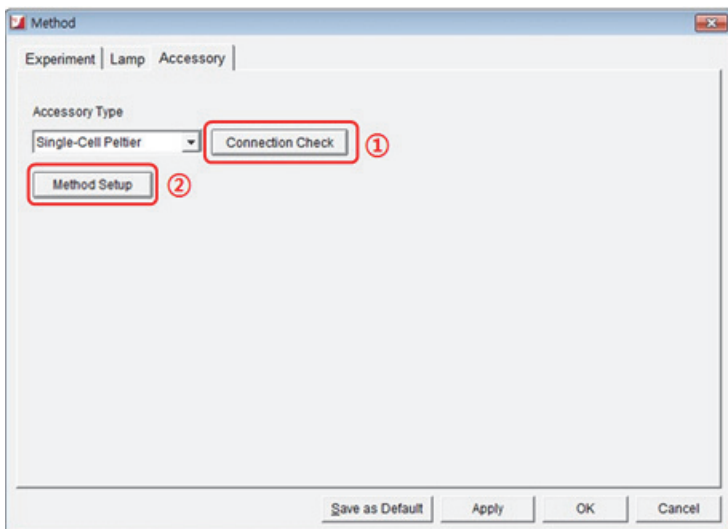 Method
Experiment Lamp Accessory
Accessory Type
Single-Cell Peltier Connection Check ①
Method Setup ②
Save as Default Apply OK Cancel